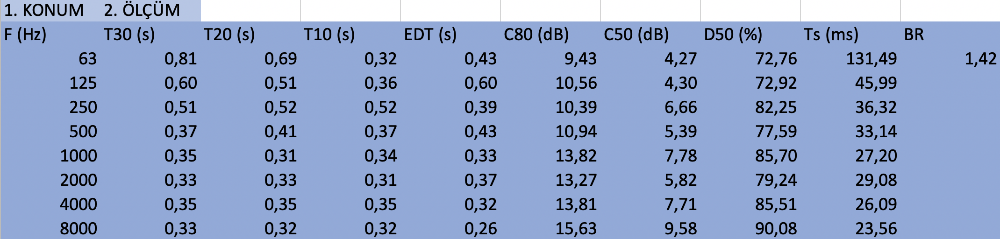 1. KONUM 2. ÖLÇÜM
F (Hz) T30 (s) T20 (s) T10 (s) EDT (s) C80 (dB) C50 (dB) D50 (%) Ts (ms) BR
63 0,81 0,69 0,32 0,43 9,43 4,27 72,76 131,49 1,42
125 0,60 0,51 0,36 0,60 10,56 4,30 72,92 45,99
250 0,51 0,52 0,52 0,39 10,39 6,66 82,25 36,32
500 0,37 0,41 0,37 0,43 10,94 5,39 77,59 33,14
1000 0,35 0,31 0,34 0,33 13,82 7,78 85,70 27,20
2000 0,33 0,33 0,31 0,37 13,27 5,82 79,24 29,08
4000 0,35 0,35 0,35 0,32 13,81 7,71 85,51 26,09
8000 0,33 0,32 0,32 0,26 15,63 9,58 90,08 23,56